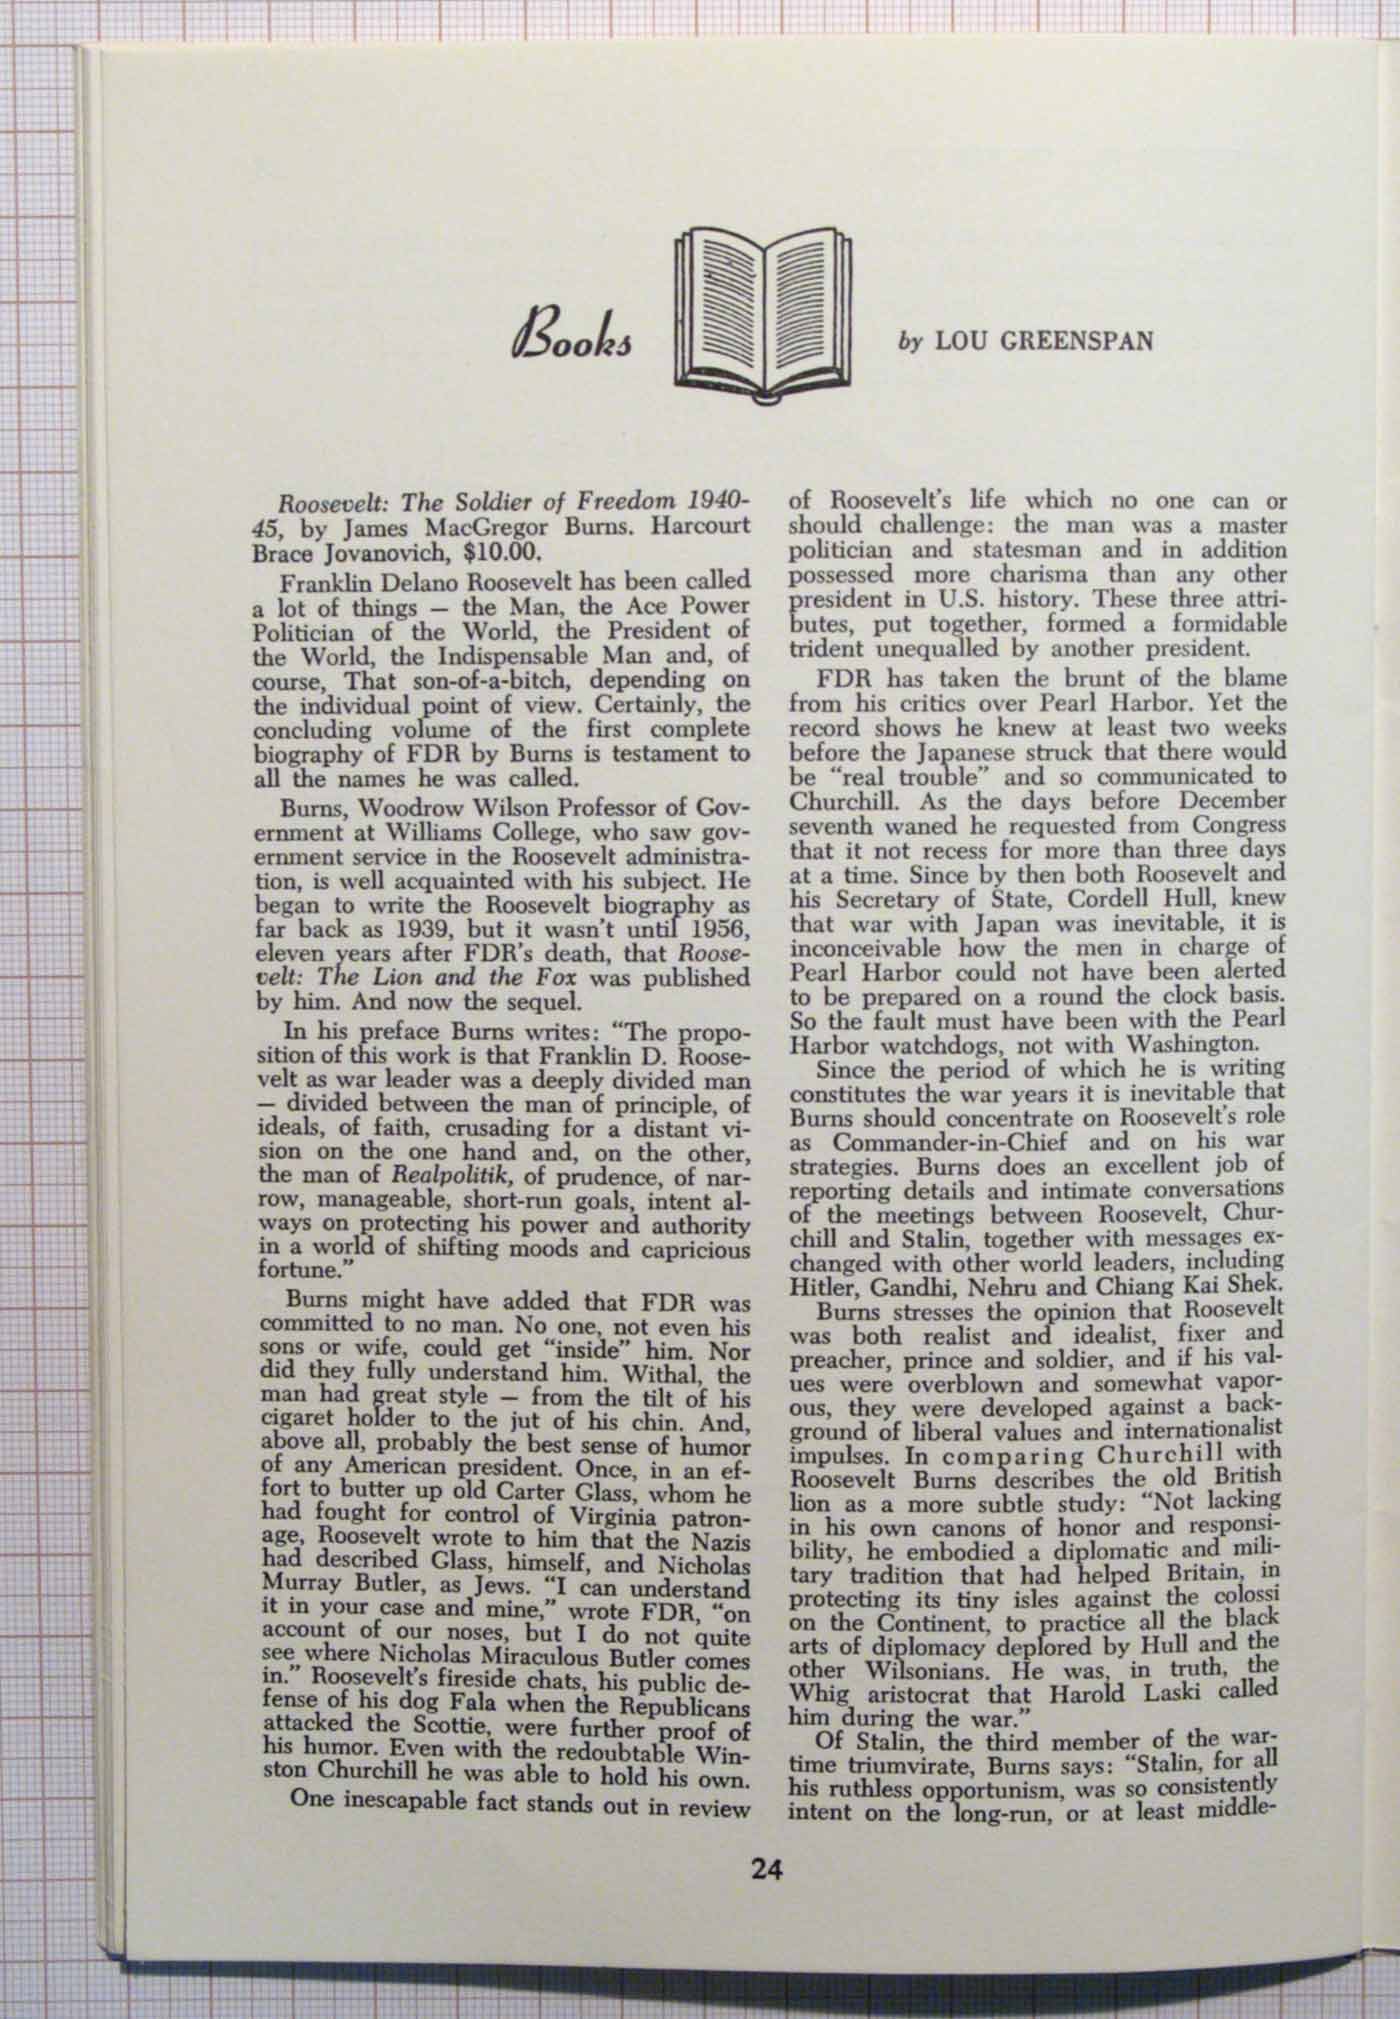 Books
by LOU GREENSPAN
Roosevelt: The Soldier of Freedom 1940-
45, by James MacGregor Burns. Harcourt
Brace Jovanovich, $10.00.
Franklin Delano Roosevelt has been called
a lot of things — the Man, the Ace Power
Politician of the World, the President of
the World, the Indispensable Man and, of
course, That son-of-a-bitch, depending on
the individual point of view. Certainly, the
concluding volume of the first complete
biography of FDR by Burns is testament to
all the names he was called.
Burns, Woodrow Wilson Professor of Gov-
ernment at Williams College, who saw gov-
ernment service in the Roosevelt administra-
tion, is well acquainted with his subject. He
began to write the Roosevelt biography as
far back as 1939, but it wasn't until 1956,
eleven years after FDR's death, that Roose-
velt: The Lion and the Fox was published
by him. And now the sequel.
In his preface Burns writes: "The propo-
sition of this work is that Franklin D. Roose-
velt as war leader was a deeply divided man
— divided between the man of principle, of
ideals, of faith, crusading for a distant vi-
sion on the one hand and, on the other,
the man of Realpolitik, of prudence, of nar-
row, manageable, short-run goals, intent al-
ways on protecting his power and authority
in a world of shifting moods and capricious
fortune."
Burns might have added that FDR was
committed to no man. No one, not even his
sons or wife, could get "inside" him. Nor
did they fully understand him. Withal, the
man had great style — from the tilt of his
cigaret holder to the jut of his chin. And,
above all, probably the best sense of humor
of any American president. Once, in an ef-
fort to butter up old Carter Glass, whom he
had fought for control of Virginia patron-
age, Roosevelt wrote to him that the Nazis
had described Glass, himself, and Nicholas
Murray Butler, as Jews. "I can understand
it in your case and mine," wrote FDR, "on
account of our noses, but I do not quite
see where Nicholas Miraculous Butler comes
in." Roosevelt's fireside chats, his public de-
fense of his dog Fala when the Republicans
attacked the Scottie, were further proof of
his humor. Even with the redoubtable Win-
ston Churchill he was able to hold his own.
One inescapable fact stands out in review
of Roosevelt's life which no one can or
should challenge: the man was a master
politician and statesman and in addition
possessed more charisma than any other
president in U.S. history. These three attri-
butes, put together, formed a formidable
trident unequalled by another president.
FDR has taken the brunt of the blame
from his critics over Pearl Harbor. Yet the
record shows he knew at least two weeks
before the Japanese struck that there would
be "real trouble" and so communicated to
Churchill. As the days before December
seventh waned he requested from Congress
that it not recess for more than three days
at a time. Since by then both Roosevelt and
his Secretary of State, Cordell Hull, knew
that war with Japan was inevitable, it is
inconceivable how the men in charge of
Pearl Harbor could not have been alerted
to be prepared on a round the clock basis.
So the fault must have been with the Pearl
Harbor watchdogs, not with Washington.
Since the period of which he is writing
constitutes the war years it is inevitable that
Burns should concentrate on Roosevelt's role
as Commander-in-Chief and on his war
strategies. Burns does an excellent job of
reporting details and intimate conversations
of the meetings between Roosevelt, Chur-
chill and Stalin, together with messages ex-
changed with other world leaders, including
Hitler, Gandhi, Nehru and Chiang Kai Shek.
Burns stresses the opinion that Roosevelt
was both realist and idealist, fixer and
preacher, prince and soldier, and if his val-
ues were overblown and somewhat vapor-
ous, they were developed against a back-
ground of liberal values and internationalist
impulses. In comparing Churchill with
Roosevelt Burns describes the old British
lion as a more subtle study: "Not lacking
in his own canons of honor and responsi-
bility, he embodied a diplomatic and mili-
tary tradition that had helped Britain, in
protecting its tiny isles against the colossi
on the Continent, to practice all the black
arts of diplomacy deplored by Hull and the
other Wilsonians. He was, in truth, the
Whig aristocrat that Harold Laski called
him during the war."
Of Stalin, the third member of the war-
time triumvirate, Burns says: "Stalin, for all
his ruthless opportunism, was so consistently
intent on the long-run, or at least middle-
24